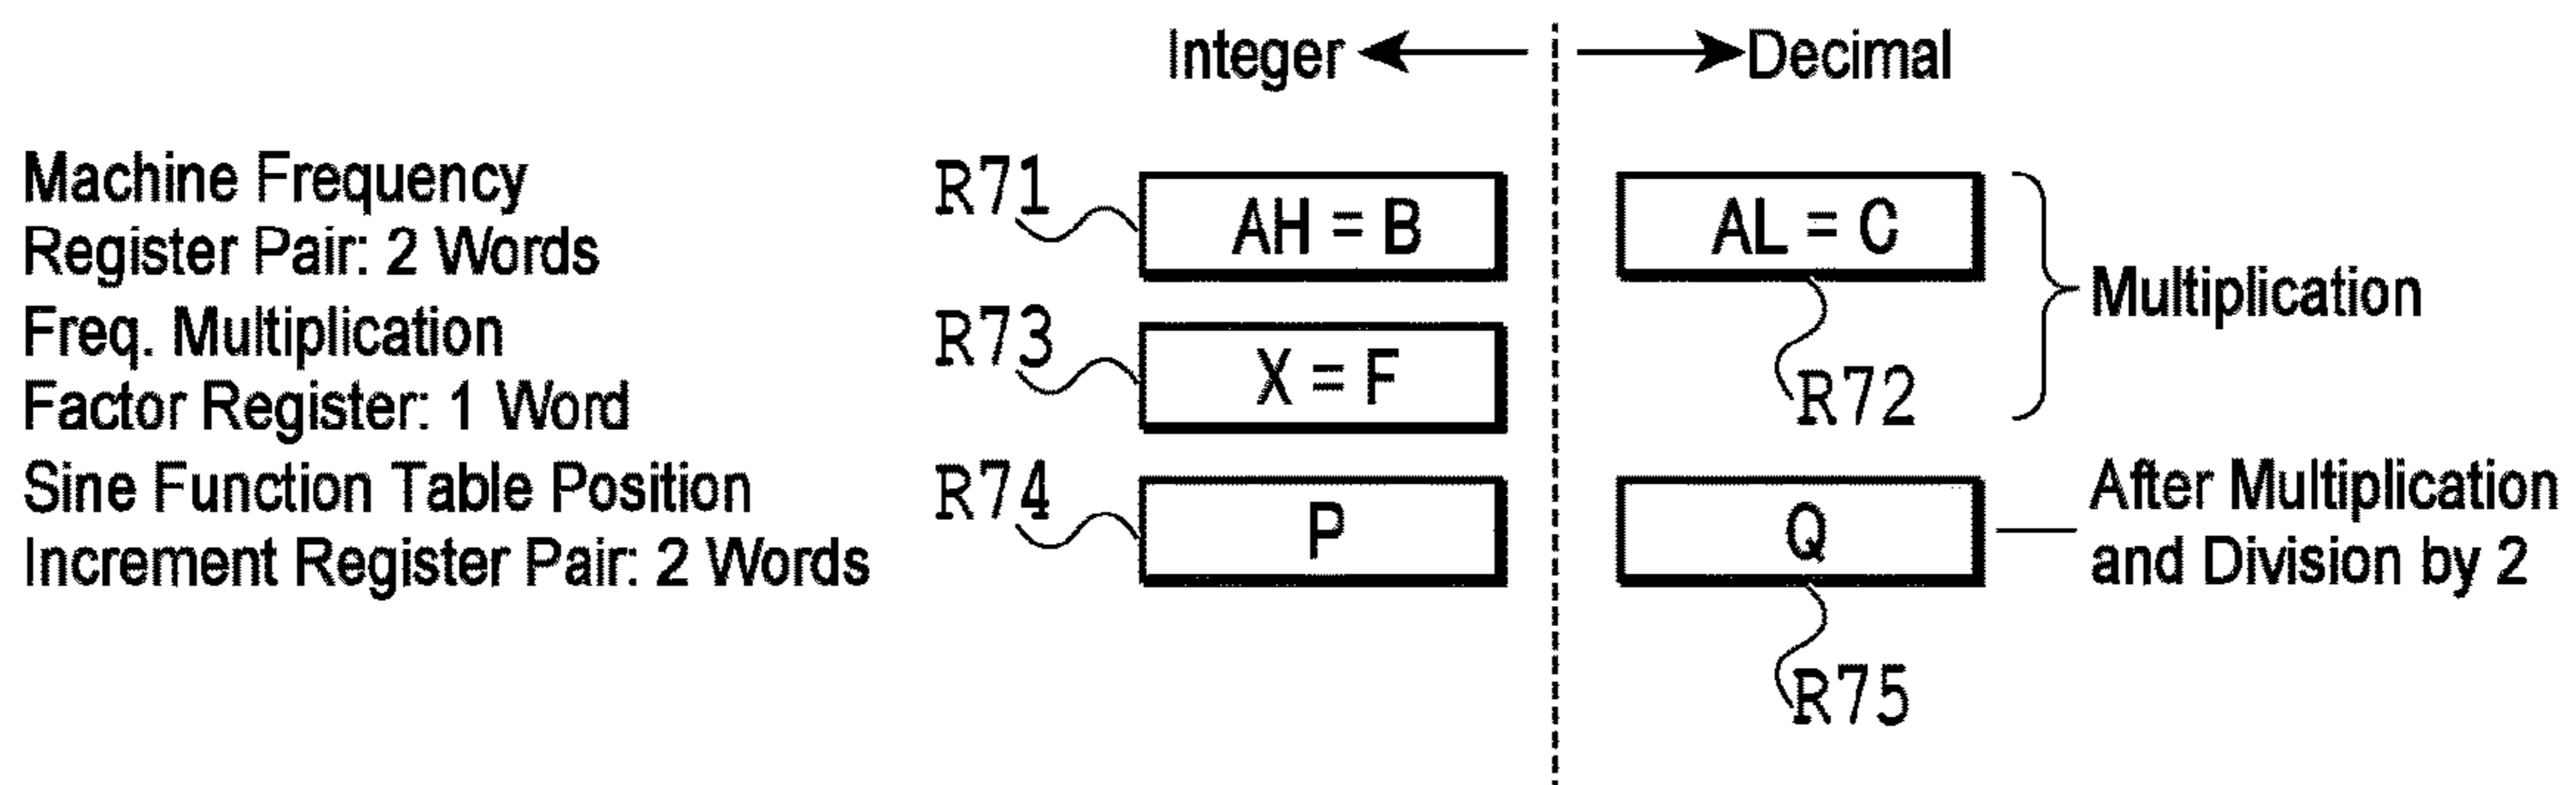 Integer Decimal
Machine Frequency
Register Pair: 2 Words
R71 AH = B AL = C
Freq. Multiplication
Factor Register: 1 Word
R73 X = F R72
Multiplication
Sine Function Table Position
Increment Register Pair: 2 Words
R74 P Q
After Multiplication
and Division by 2
R75